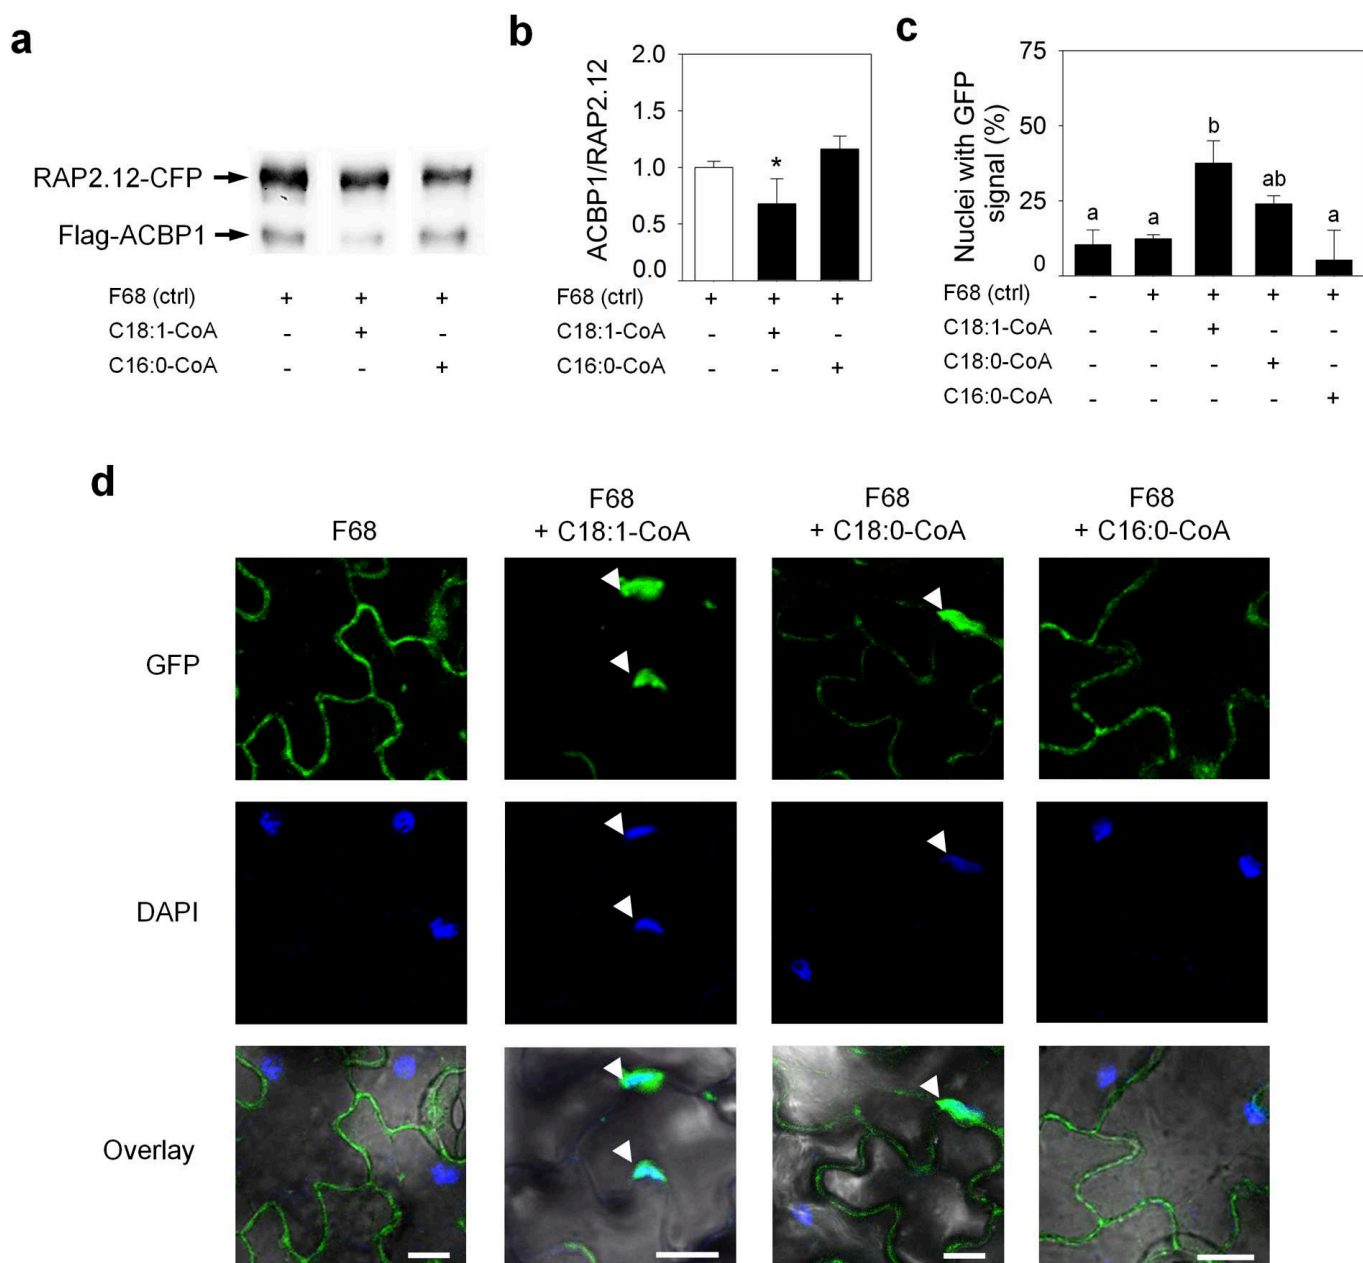 a
RAP2.12-CFP
Flag-ACBP1
F68 (ctrl) + + +
C18:1-CoA - + -
C16:0-CoA - - +
b
ACBP1/RAP2.12
2.0
1.5
1.0
0.5
0.0
*
F68 (ctrl) + + +
C18:1-CoA - + -
C16:0-CoA - - +
c
Nuclei with GFP
signal (%)
75
50
25
0
a a b ab a
F68 (ctrl) - + + + +
C18:1-CoA - - + - -
C18:0-CoA - - - + -
C16:0-CoA - - - - +
d
F68
F68
+ C18:1-CoA
F68
+ C18:0-CoA
F68
+ C16:0-CoA
GFP
DAPI
Overlay